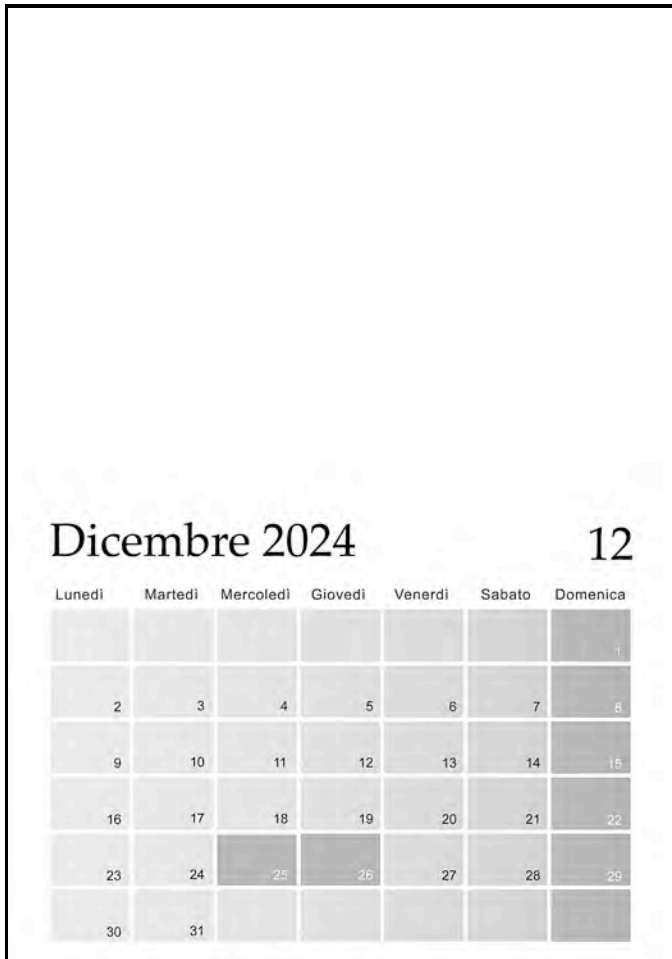 Dicembre 2024 12
Lunedì Martedì Mercoledì Giovedì Venerdì Sabato Domenica
1
2 3 4 5 6 7 8
9 10 11 12 13 14 15
16 17 18 19 20 21 22
23 24 25 26 27 28 29
30 31